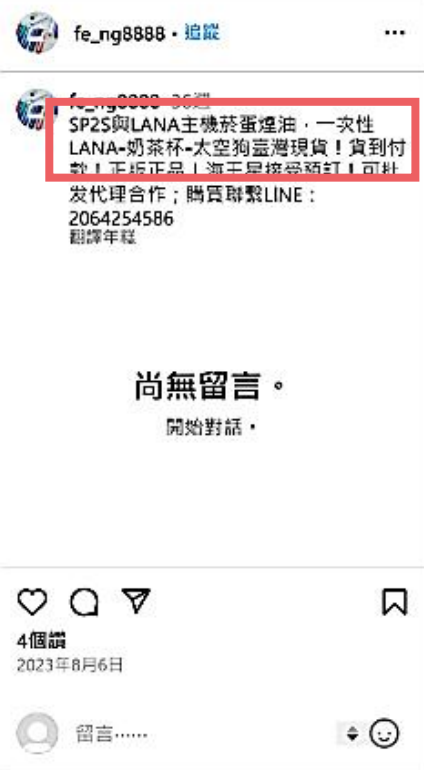 fe_ng8888 • 追蹤
fe_ng8888 36週
SP2S與LANA主機菸蛋煙油，一次性
LANA-奶茶杯-太空狗臺灣現貨！貨到付
款！正版正品！海王星接受預訂！可批
发代理合作；購買聯繫LINE：
2064254586
翻譯年糕
尚無留言。
開始對話。
4個讚
2023年8月6日
留言……